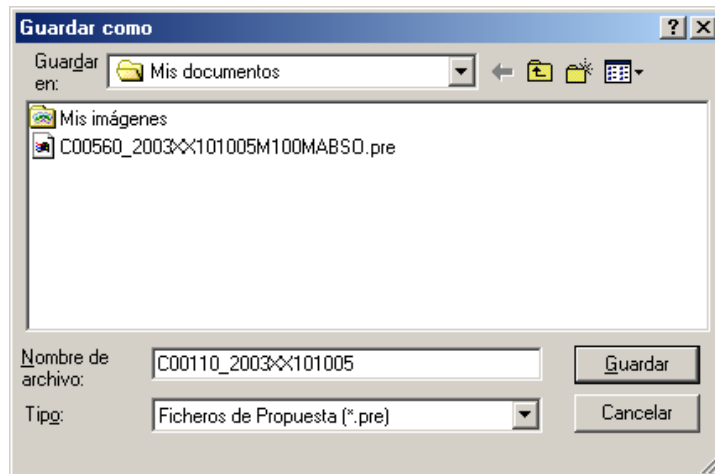 Guardar como
Guardar en:
Mis documentos
Mis imágenes
C00560_2003XX101005M100MABSO.pre
Nombre de archivo:
C00110_2003XX101005
Guardar
Tipo:
Ficheros de Propuesta (*.pre)
Cancelar